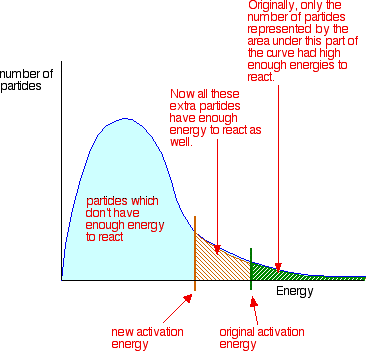 Originally, only the
number of particles
represented by the
area under this part of
the curve had high
enough energies to
react.
number of
particles
Now all these
extra particles
have enough
energy to react as
well.
particles which
don't have
enough energy
to react
Energy
new activation
energy
original activation
energy